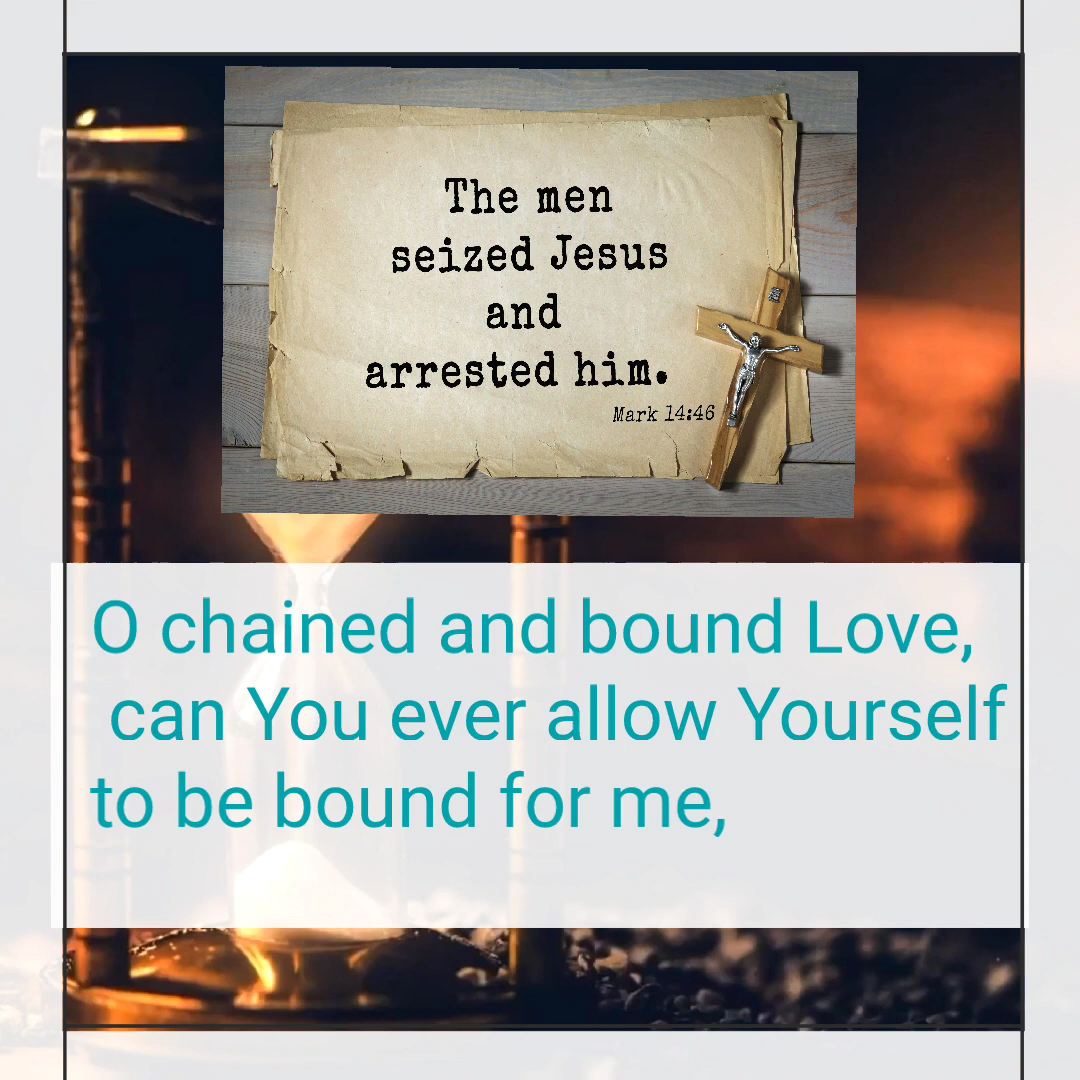 The men
seized Jesus
and
arrested him.
Mark 14:46
O chained and bound Love,
can You ever allow Yourself
to be bound for me,